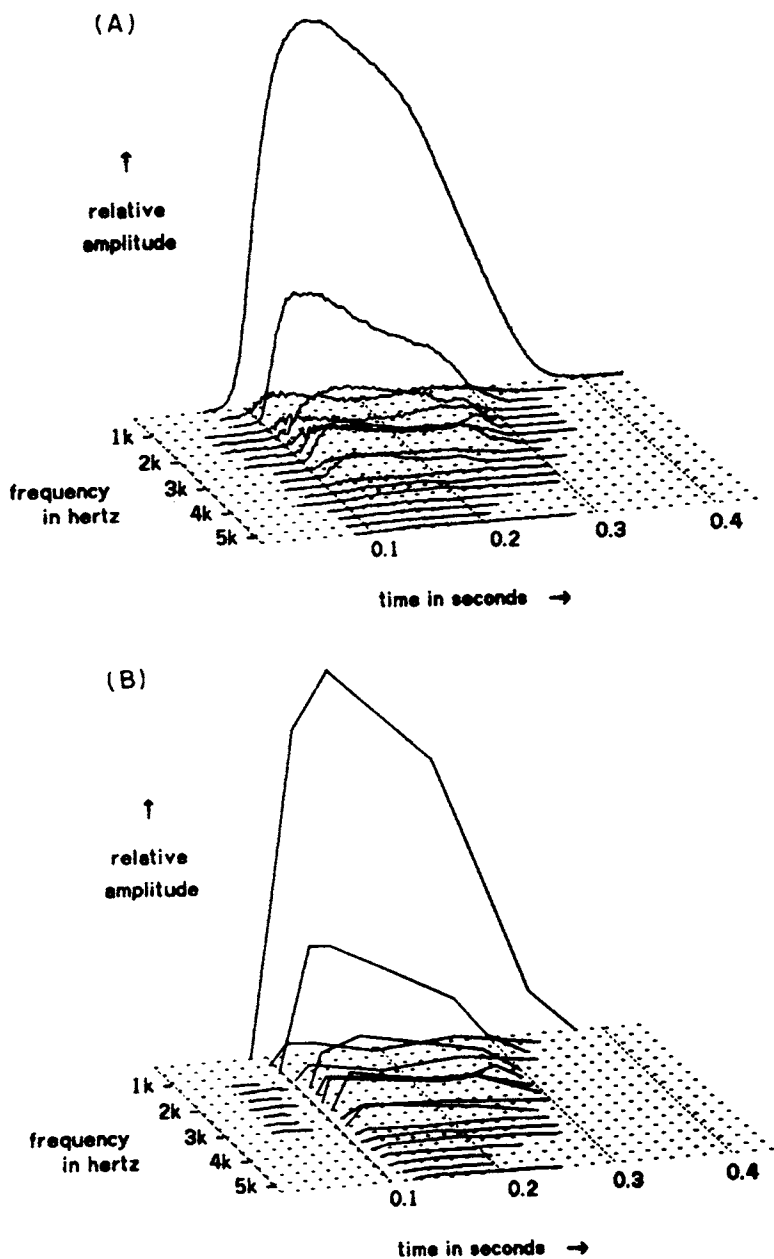 (A)
↑
relative
amplitude
1k
2k
3k
4k
5k
frequency
in hertz
0.1
0.2
0.3
0.4
time in seconds →
(B)
↑
relative
amplitude
1k
2k
3k
4k
5k
frequency
in hertz
0.1
0.2
0.3
0.4
time in seconds →